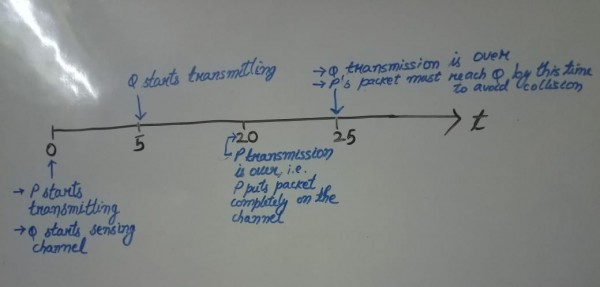 Q starts transmitting
→ Q transmission is over
→ P's packet must reach Q by this time
to avoid collision
t
0
5
20
25
→ P starts
transmitting
→ Q starts sensing
channel
P transmission
is over, i.e.
P puts packet
completely on the
channel